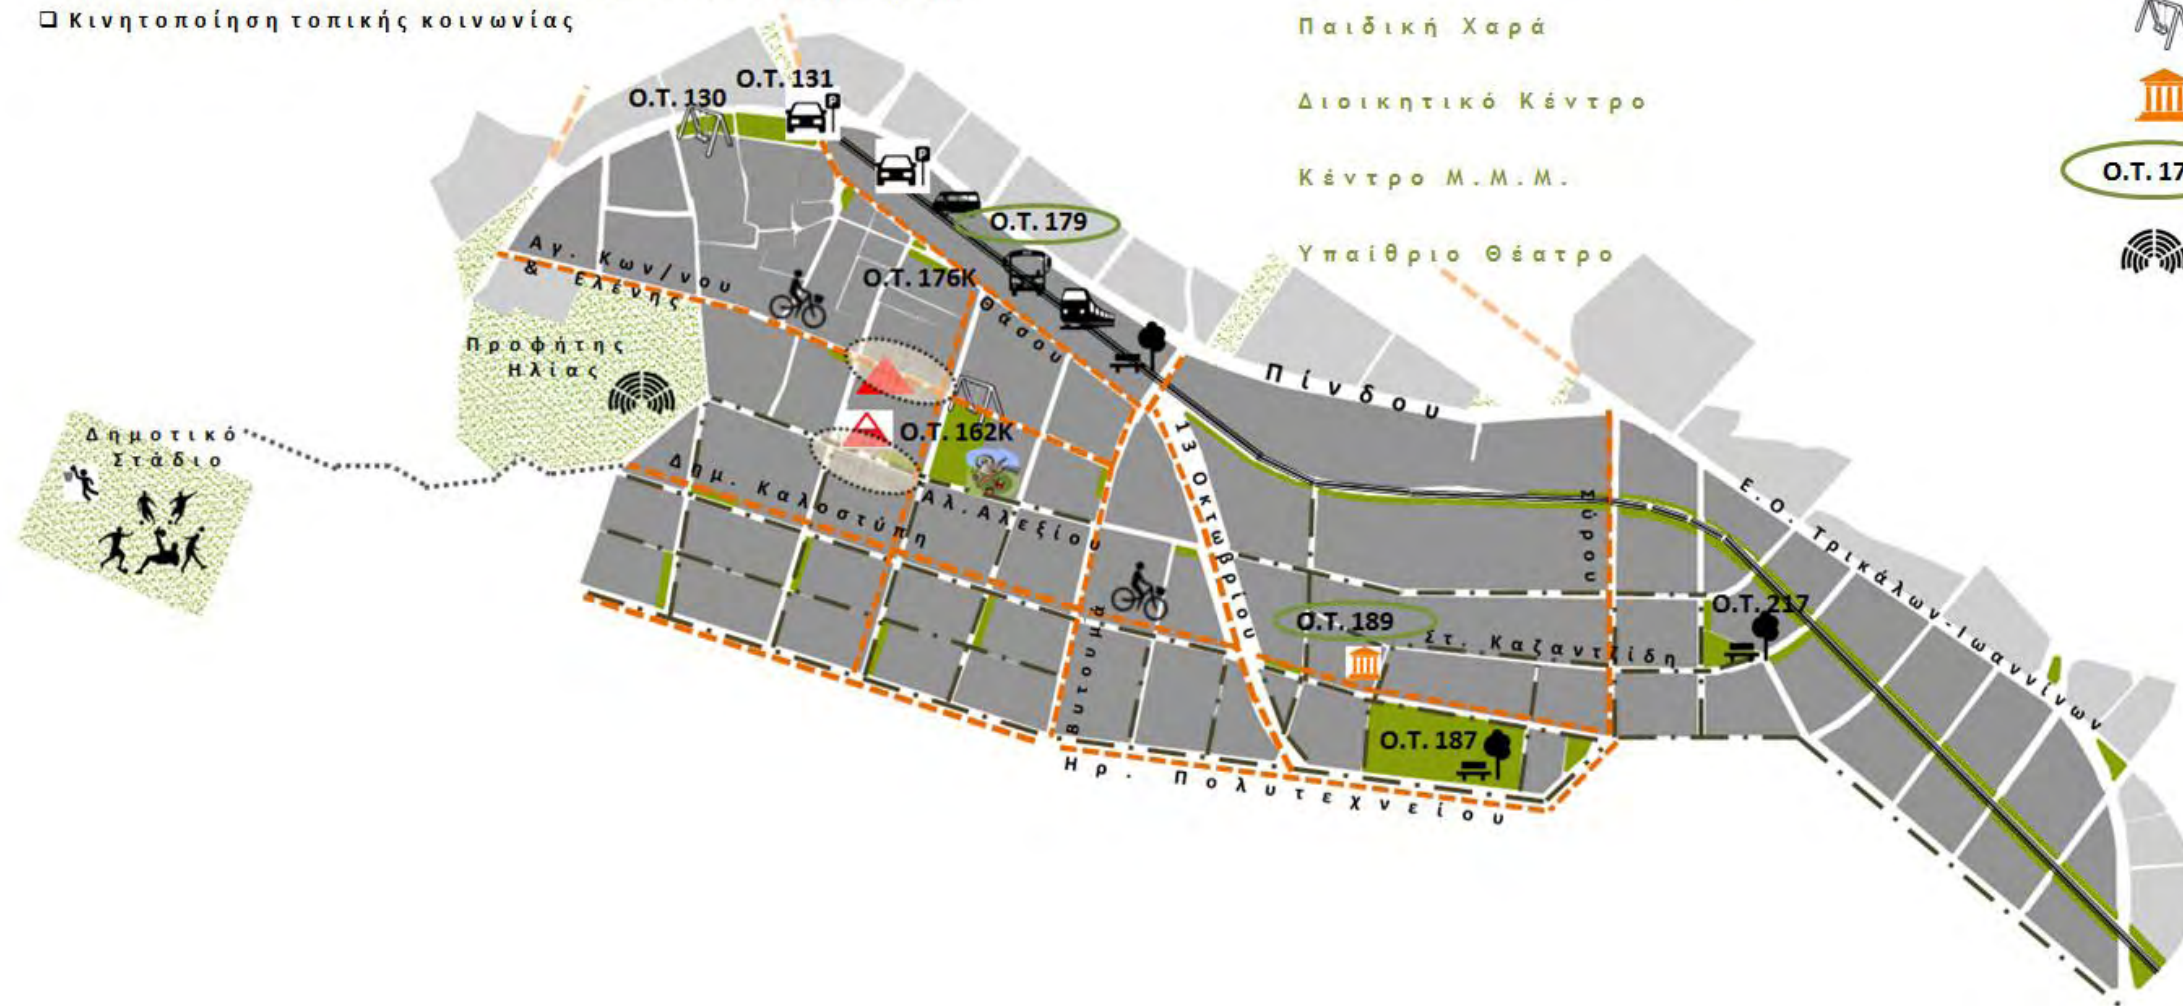 ❑ Κινητοποίηση τοπικής κοινωνίας
Παιδική Χαρά
Διοικητικό Κέντρο
Κέντρο Μ.Μ.Μ.
Ο.Τ. 17
Υπαίθριο Θέατρο
Ο.Τ. 131
Ο.Τ. 130
Ο.Τ. 179
Αγ. Κων/νου
& Ελένης
Ο.Τ. 176Κ
Θάσου
Προφήτης
Ηλίας
Πίνδου
Δημοτικό
Στάδιο
Ο.Τ. 162Κ
Δημ. Καλοστύπη
Αλ. Αλεξίου
13 Οκτωβρίου
Ε.Ο. Τρικάλων-Ιωαννίνων
Ο.Τ. 217
Ο.Τ. 189
Στ. Καζαντζίδη
Βυτουμά
Ο.Τ. 187
Ηρ. Πολυτεχνείου